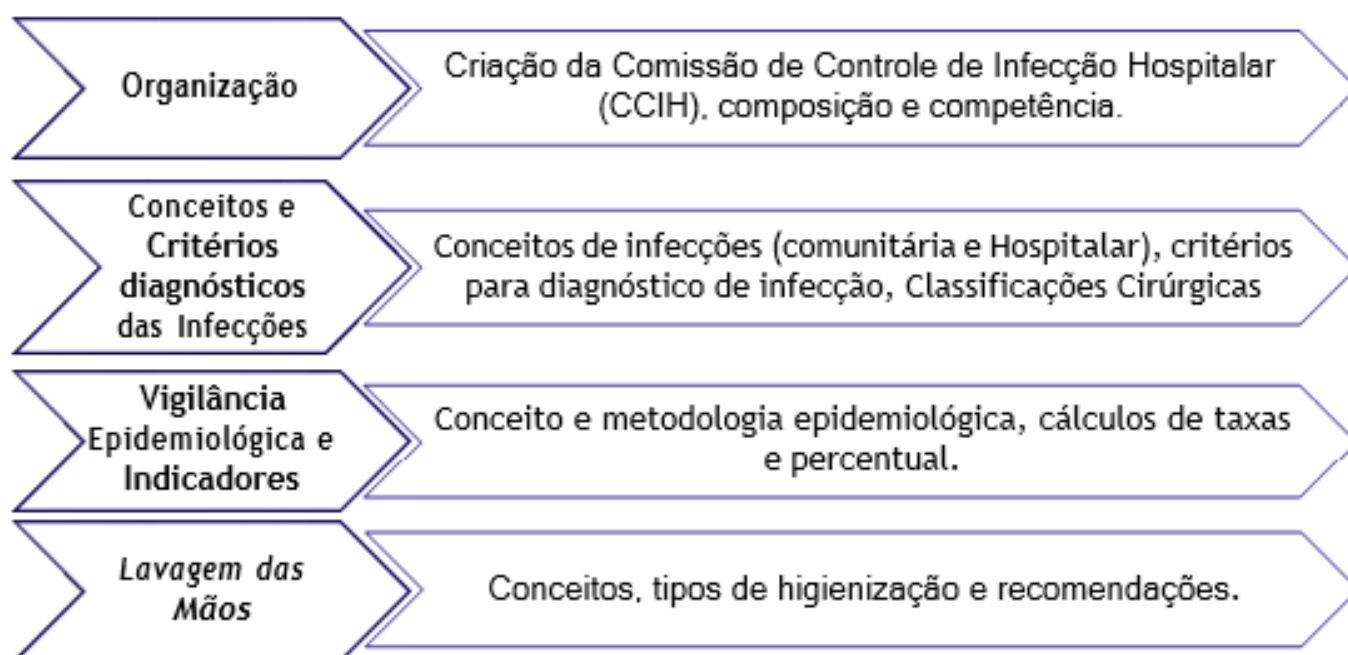 Organização
Criação da Comissão de Controle de Infecção Hospitalar
(CCIH), composição e competência.
Conceitos e
Critérios
diagnósticos
das Infecções
Conceitos de infecções (comunitária e Hospitalar), critérios
para diagnóstico de infecção, Classificações Cirúrgicas
Vigilância
Epidemiológica e
Indicadores
Conceito e metodologia epidemiológica, cálculos de taxas
e percentual.
Lavagem das
Mãos
Conceitos, tipos de higienização e recomendações.